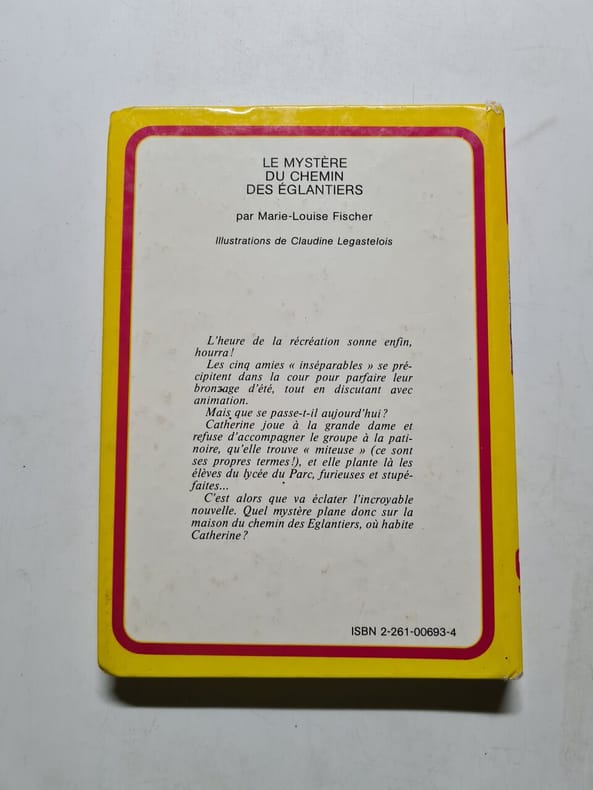 LE MYSTÈRE
DU CHEMIN
DES ÉGLANTIERS
par Marie-Louise Fischer
Illustrations de Claudine Legastelois
L'heure de la récréation sonne enfin,
hourra !
Les cinq amies « inséparables » se pré-
cipitent dans la cour pour parfaire leur
bronzage d'été, tout en discutant avec
animation.
Mais que se passe-t-il aujourd'hui ?
Catherine joue à la grande dame et
refuse d'accompagner le groupe à la pati-
noire, qu'elle trouve « miteuse » (ce sont
ses propres termes !), et elle plante là les
élèves du lycée du Parc, furieuses et stupé-
faites...
C'est alors que va éclater l'incroyable
nouvelle. Quel mystère plane donc sur la
maison du chemin des Eglantiers, où habite
Catherine ?
ISBN 2-261-00693-4